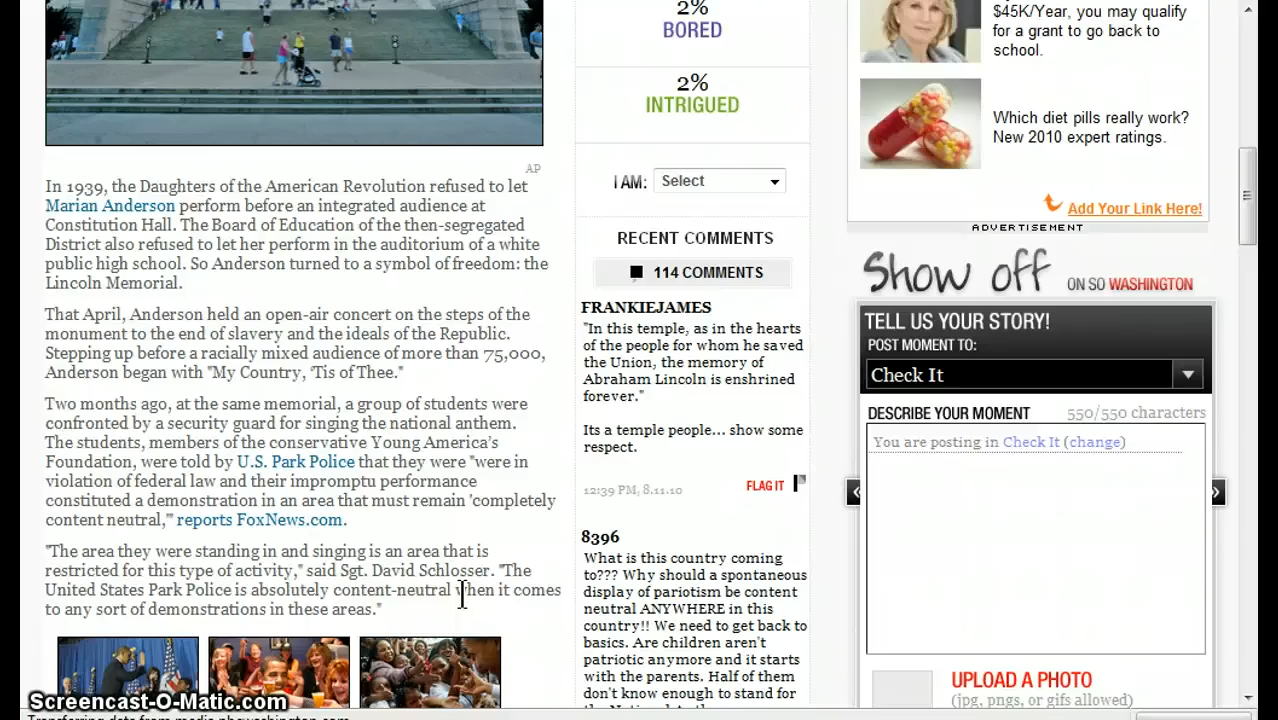 AP
In 1939, the Daughters of the American Revolution refused to let
Marian Anderson perform before an integrated audience at
Constitution Hall. The Board of Education of the then-segregated
District also refused to let her perform in the auditorium of a white
public high school. So Anderson turned to a symbol of freedom: the
Lincoln Memorial.
That April, Anderson held an open-air concert on the steps of the
monument to the end of slavery and the ideals of the Republic.
Stepping up before a racially mixed audience of more than 75,000,
Anderson began with "My Country, 'Tis of Thee."
Two months ago, at the same memorial, a group of students were
confronted by a security guard for singing the national anthem.
The students, members of the conservative Young America's
Foundation, were told by U.S. Park Police that they were "were in
violation of federal law and their impromptu performance
constituted a demonstration in an area that must remain 'completely
content neutral,'" reports FoxNews.com.
"The area they were standing in and singing is an area that is
restricted for this type of activity," said Sgt. David Schlosser. "The
United States Park Police is absolutely content-neutral when it comes
to any sort of demonstrations in these areas."
2%
BORED
2%
INTRIGUED
I AM: Select
RECENT COMMENTS
114 COMMENTS
FRANKIEJAMES
"In this temple, as in the hearts
of the people for whom he saved
the Union, the memory of
Abraham Lincoln is enshrined
forever."
Its a temple people... show some
respect.
12:39 PM, 8.11.10 FLAG IT
8396
What is this country coming
to??? Why should a spontaneous
display of pariotism be content
neutral ANYWHERE in this
country!! We need to get back to
basics. Are children aren't
patriotic anymore and it starts
with the parents. Half of them
don't know enough to stand for
$45K/Year, you may qualify
for a grant to go back to
school.
Which diet pills really work?
New 2010 expert ratings.
Add Your Link Here!
ADVERTISEMENT
Show off ON SO WASHINGTON
TELL US YOUR STORY!
POST MOMENT TO:
Check It
DESCRIBE YOUR MOMENT 550/550 characters
You are posting in Check It (change)
UPLOAD A PHOTO
(jpg, pngs, or gifs allowed)
Screencast-O-Matic.com